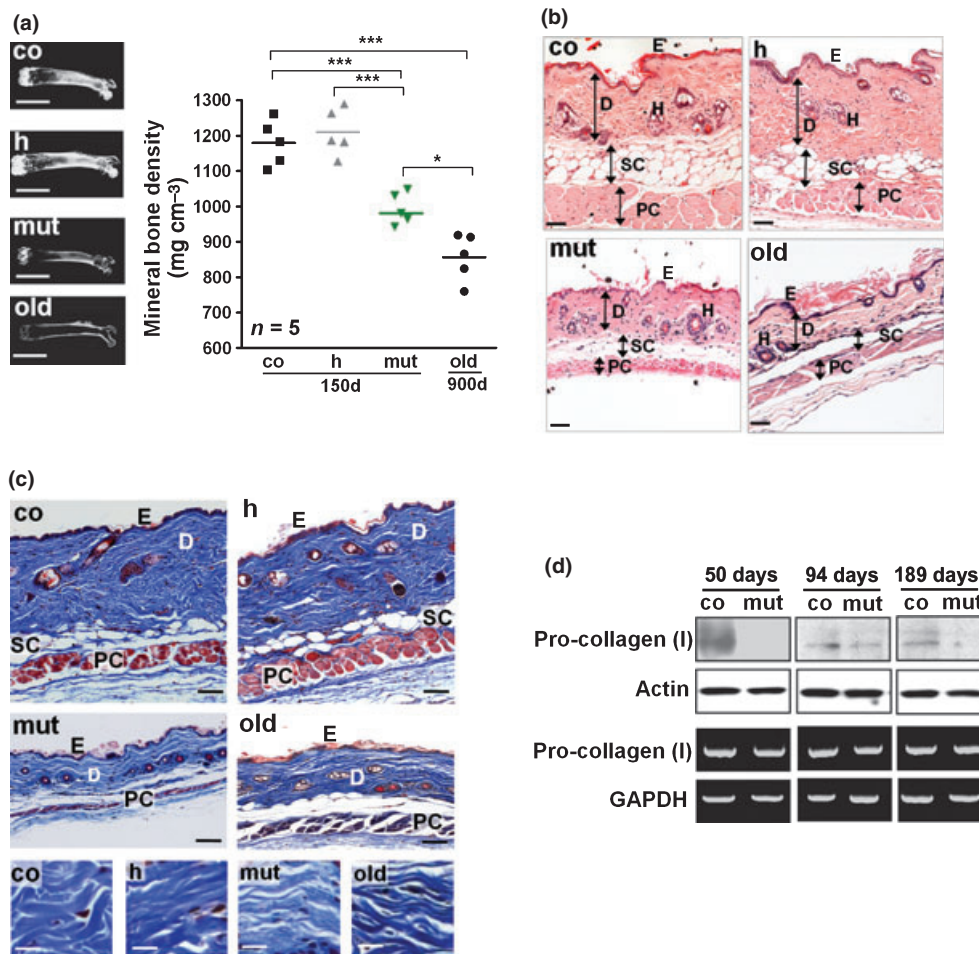 (a)
co
h
mut
old
Mineral bone density
(mg cm⁻³)
1300
1200
1100
1000
900
800
700
600
***
***
***
*
n = 5
co h mut old
150d 900d
(b)
co
E
D
H
SC
PC
h
E
D
H
SC
PC
mut
E
D
H
SC
PC
old
E
H
D
SC
PC
(c)
co
E
D
SC
PC
h
E
D
SC
PC
mut
E
D
PC
old
E
D
PC
co
h
mut
old
(d)
50 days 94 days 189 days
co mut co mut co mut
Pro-collagen (I)
Actin
Pro-collagen (I)
GAPDH